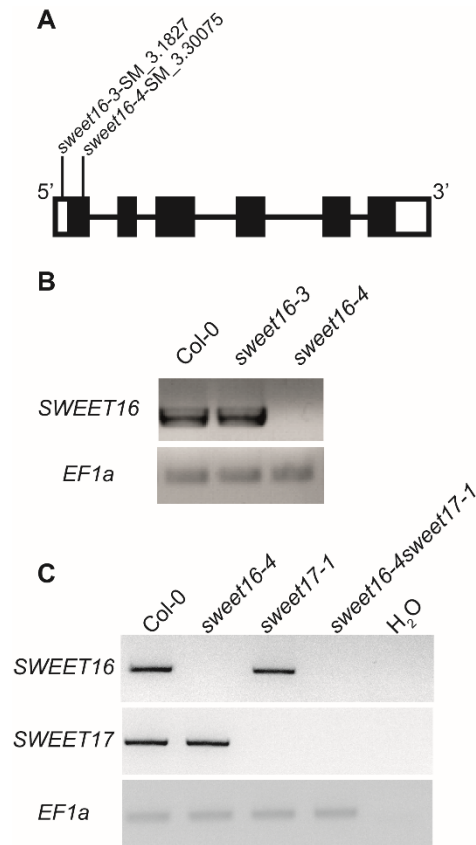 A
sweet16-3-SM_3.1827
sweet16-4-SM_3.30075
5’
3’
B
Col-0
sweet16-3
sweet16-4
SWEET16
EF1a
C
Col-0
sweet16-4
sweet17-1
sweet16-4sweet17-1
H₂O
SWEET16
SWEET17
EF1a